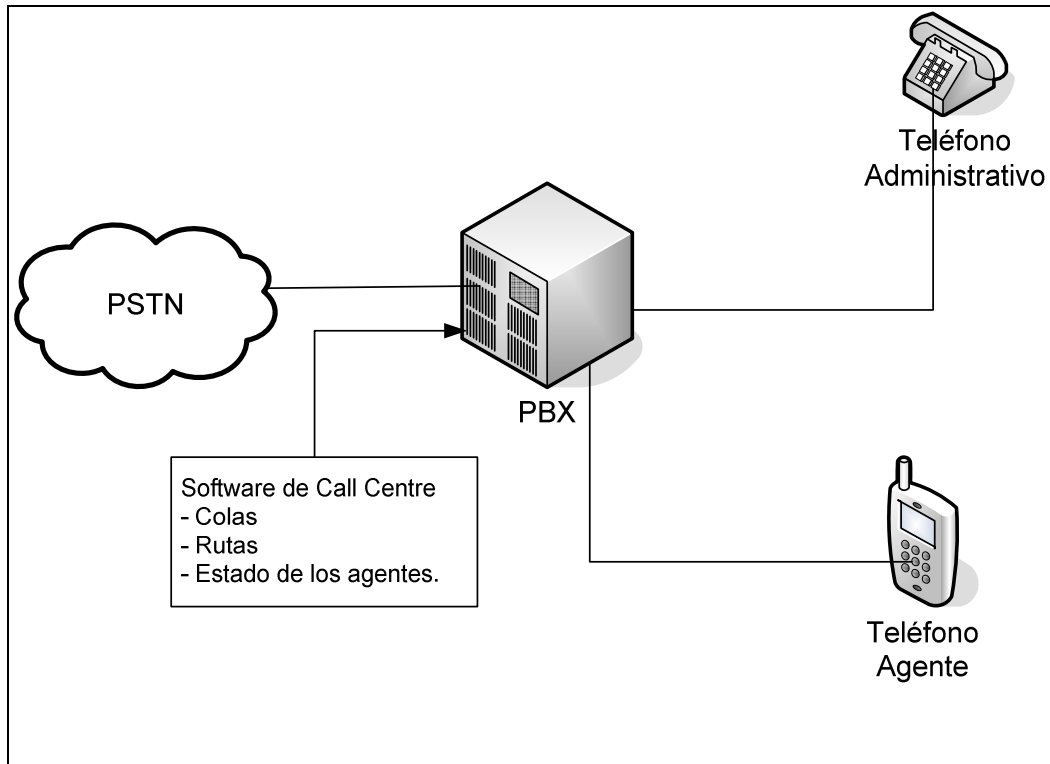 Teléfono
Administrativo
PSTN
PBX
Software de Call Centre
- Colas
- Rutas
- Estado de los agentes.
Teléfono
Agente